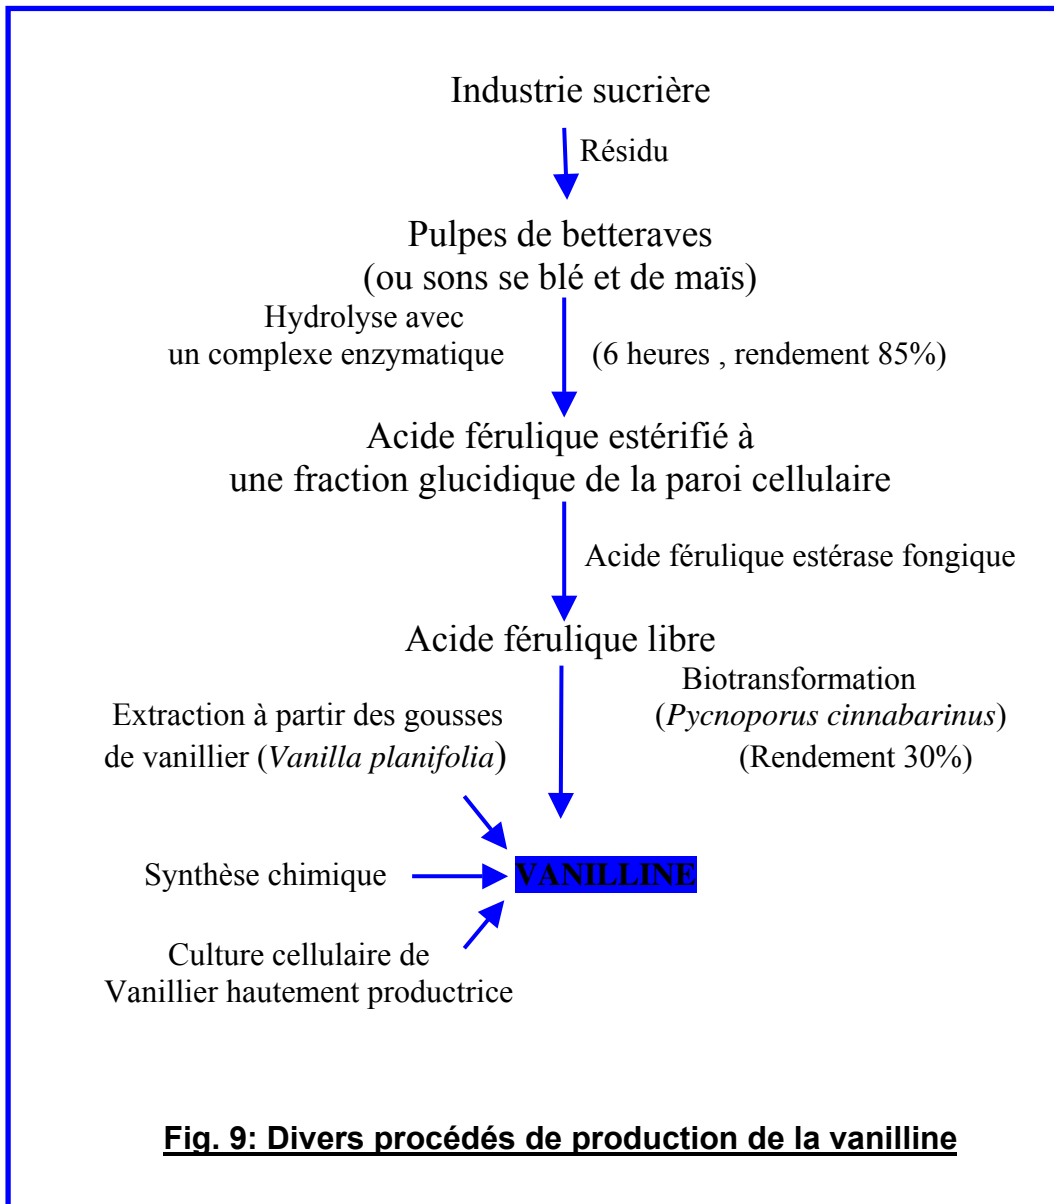 Industrie sucrière
Résidu
Pulpes de betteraves
(ou sons se blé et de maïs)
Hydrolyse avec
un complexe enzymatique
(6 heures , rendement 85%)
Acide férulique estérifié à
une fraction glucidique de la paroi cellulaire
Acide férulique estérase fongique
Acide férulique libre
Biotransformation
(Pycnoporus cinnabarinus)
(Rendement 30%)
Extraction à partir des gousses
de vanillier (Vanilla planifolia)
Synthèse chimique
VANILLINE
Culture cellulaire de
Vanillier hautement productrice
Fig. 9: Divers procédés de production de la vanilline